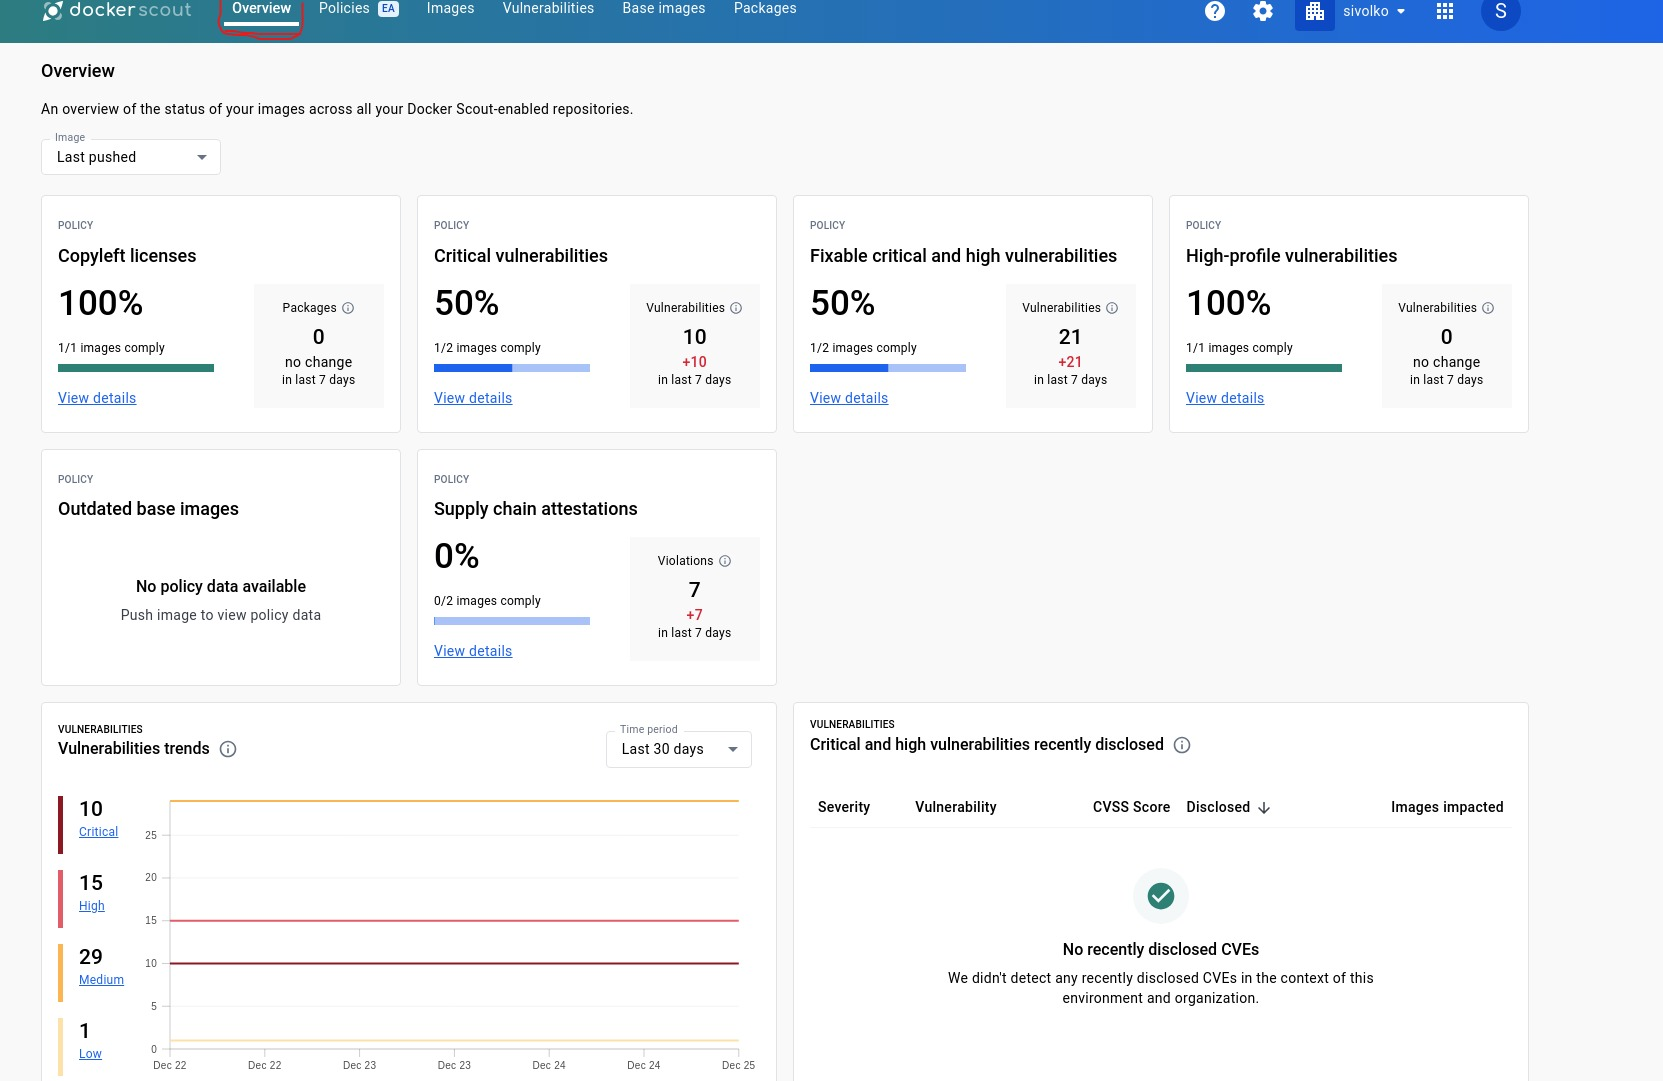 dockerscout Overview Policies EA Images Vulnerabilities Base images Packages ? sivolko S
Overview
An overview of the status of your images across all your Docker Scout-enabled repositories.
Image
Last pushed
POLICY
Copyleft licenses
100%
1/1 images comply
View details
Packages
0
no change
in last 7 days
POLICY
Critical vulnerabilities
50%
1/2 images comply
View details
Vulnerabilities
10
+10
in last 7 days
POLICY
Fixable critical and high vulnerabilities
50%
1/2 images comply
View details
Vulnerabilities
21
+21
in last 7 days
POLICY
High-profile vulnerabilities
100%
1/1 images comply
View details
Vulnerabilities
0
no change
in last 7 days
POLICY
Outdated base images
No policy data available
Push image to view policy data
POLICY
Supply chain attestations
0%
0/2 images comply
View details
Violations
7
+7
in last 7 days
VULNERABILITIES
Vulnerabilities trends
Time period
Last 30 days
10
Critical
15
High
29
Medium
1
Low
25
20
15
10
5
0
Dec 22 Dec 22 Dec 23 Dec 23 Dec 24 Dec 24 Dec 25
VULNERABILITIES
Critical and high vulnerabilities recently disclosed
Severity Vulnerability CVSS Score Disclosed Images impacted
No recently disclosed CVEs
We didn't detect any recently disclosed CVEs in the context of this
environment and organization.